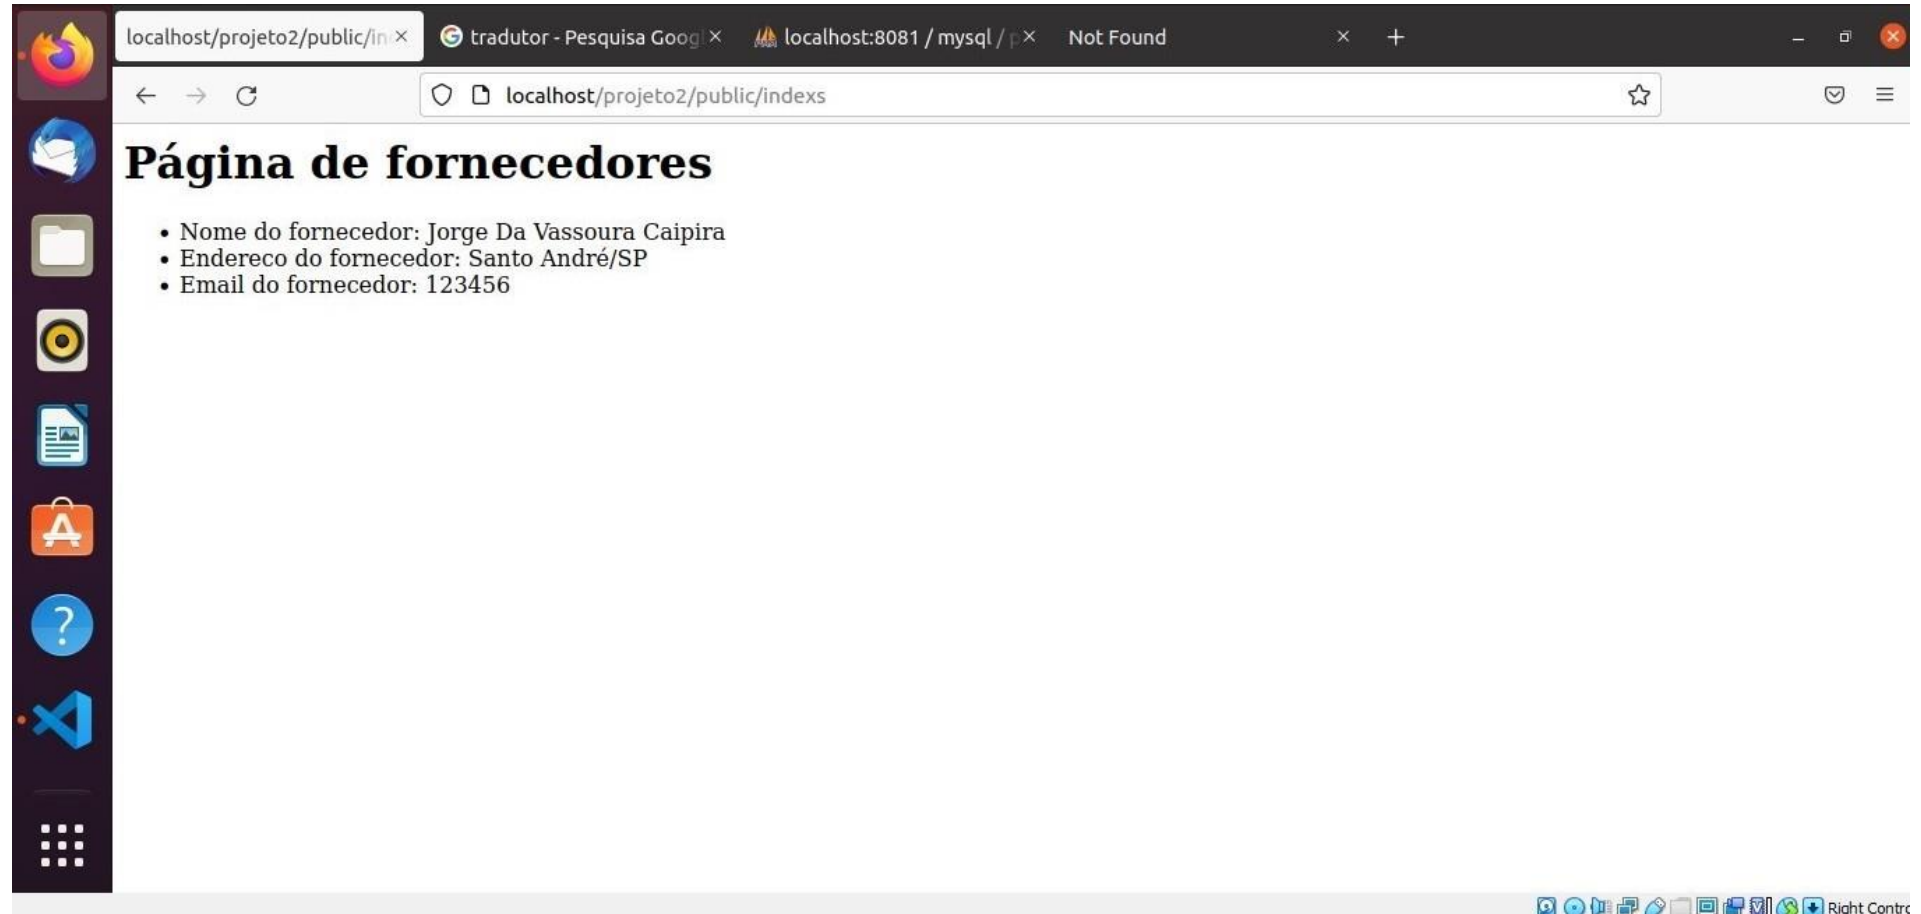 localhost/projeto2/public/in
tradutor - Pesquisa Goog
localhost:8081 / mysql / p
Not Found
localhost/projeto2/public/indexs
Página de fornecedores
• Nome do fornecedor: Jorge Da Vassoura Caipira
• Endereco do fornecedor: Santo André/SP
• Email do fornecedor: 123456
Right Contro